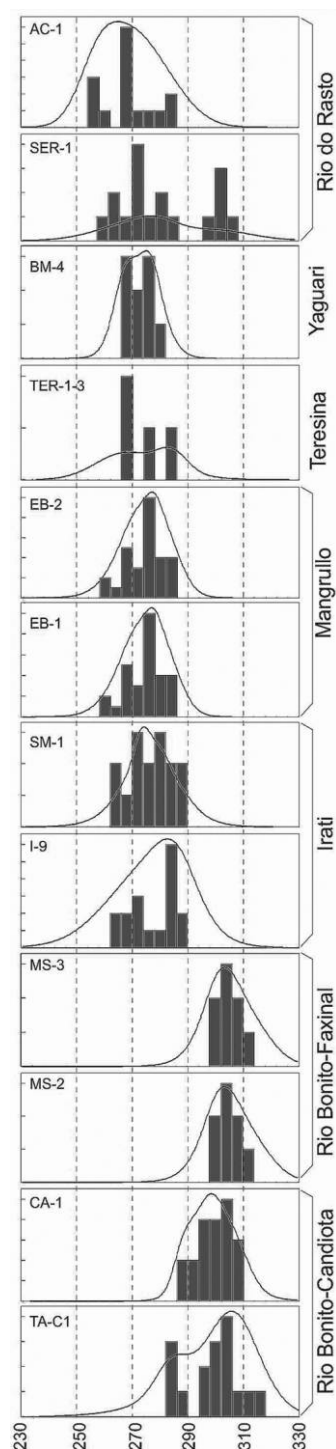 AC-1
Rio do Rasto
SER-1
BM-4
Yaguari
TER-1-3
Teresina
EB-2
Mangrullo
EB-1
SM-1
Irati
I-9
MS-3
Rio Bonito-Faxinal
MS-2
CA-1
Rio Bonito-Candiota
TA-C1
230
250
270
290
310
330